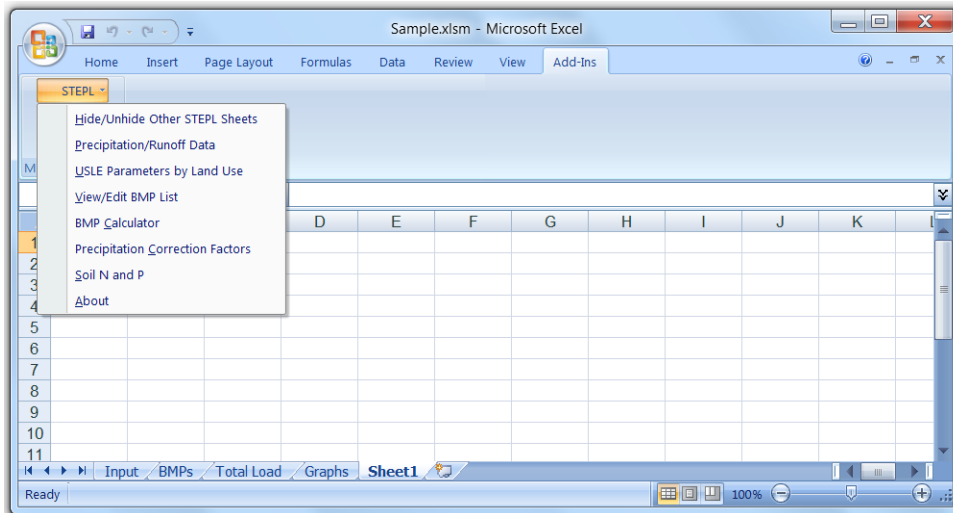 Sample.xlsm - Microsoft Excel
Home Insert Page Layout Formulas Data Review View Add-Ins
STEPL
Hide/Unhide Other STEPL Sheets
Precipitation/Runoff Data
USLE Parameters by Land Use
View/Edit BMP List
BMP Calculator
Precipitation Correction Factors
Soil N and P
About
M
D E F G H I J K L
1
2
3
4
5
6
7
8
9
10
11
Input BMPs Total Load Graphs Sheet1
Ready 100%